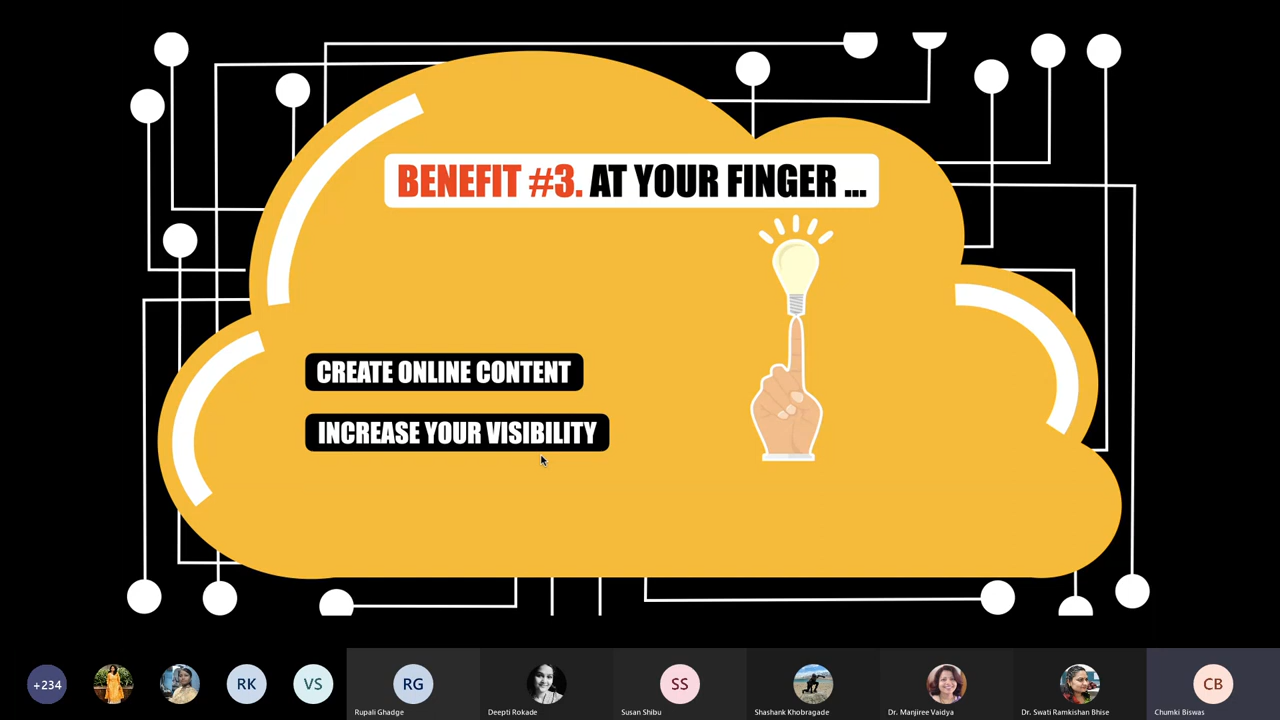 BENEFIT #3. AT YOUR FINGER ...
CREATE ONLINE CONTENT
INCREASE YOUR VISIBILITY
+234
RK
VS
RG
SS
CB
Rupali Ghadge
Deepti Rokade
Susan Shibu
Shashank Khobragade
Dr. Manjiree Vaidya
Dr. Swati Ramkishan Bhise
Chumki Biswas